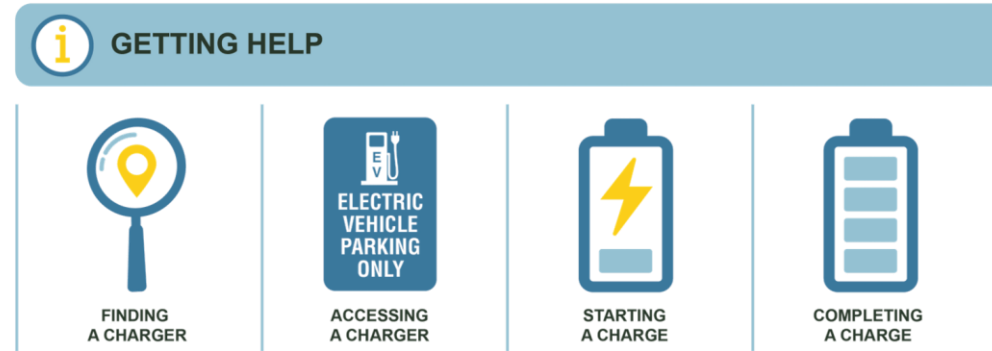 i
GETTING HELP
E
V
ELECTRIC
VEHICLE
PARKING
ONLY
FINDING
A CHARGER
ACCESSING
A CHARGER
STARTING
A CHARGE
COMPLETING
A CHARGE